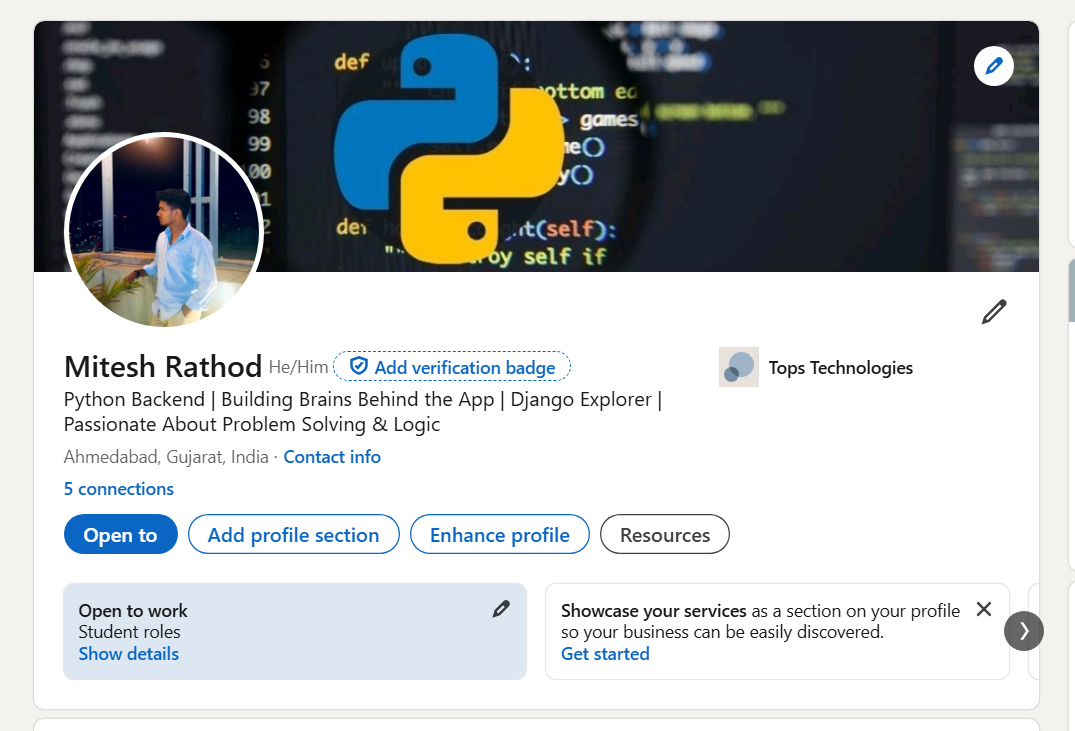 def
):
97
ottom ed
98
games
99
me()
00
y()
def
ht(self):
roy self if
Mitesh Rathod He/Him Add verification badge
Tops Technologies
Python Backend | Building Brains Behind the App | Django Explorer |
Passionate About Problem Solving & Logic
Ahmedabad, Gujarat, India · Contact info
5 connections
Open to
Add profile section
Enhance profile
Resources
Open to work
Student roles
Show details
Showcase your services as a section on your profile
so your business can be easily discovered.
Get started